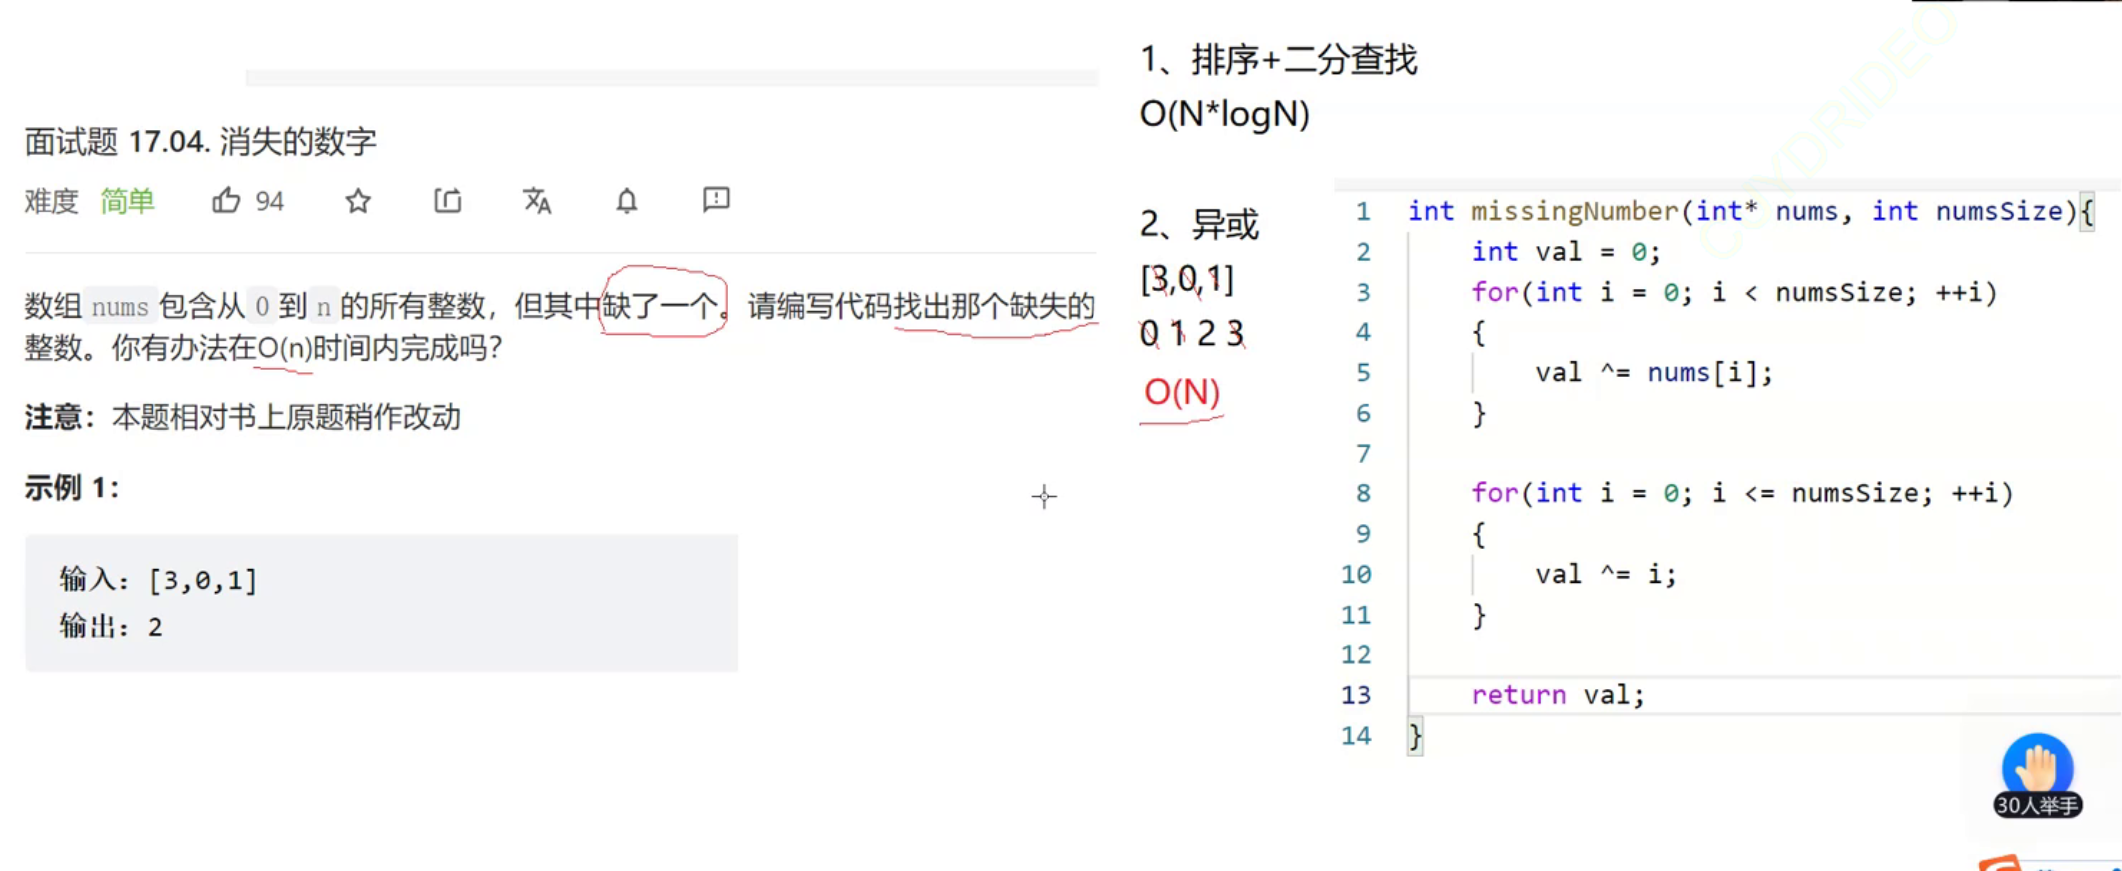 面试题 17.04. 消失的数字
难度 简单 94
数组 nums 包含从 0 到 n 的所有整数，但其中缺了一个。请编写代码找出那个缺失的
整数。你有办法在O(n)时间内完成吗？
注意：本题相对书上原题稍作改动
示例 1：
输入：[3,0,1]
输出：2
1、排序+二分查找
O(N*logN)
2、异或
[3,0,1]
0 1 2 3
O(N)
1 int missingNumber(int* nums, int numsSize){
2 int val = 0;
3 for(int i = 0; i < numsSize; ++i)
4 {
5 val ^= nums[i];
6 }
7
8 for(int i = 0; i <= numsSize; ++i)
9 {
10 val ^= i;
11 }
12
13 return val;
14 }
30人举手